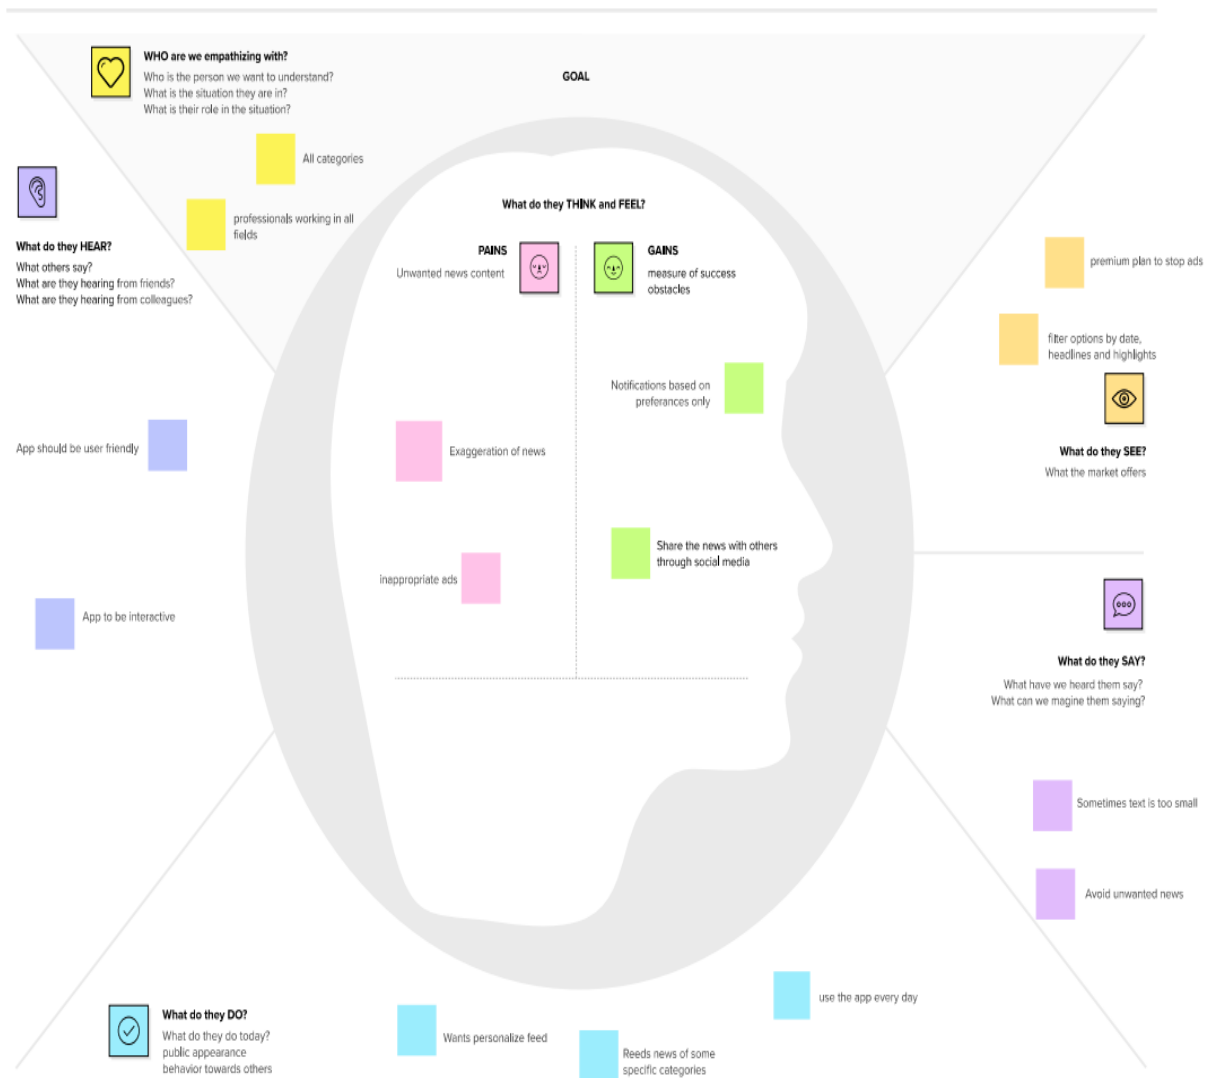 WHO are we empathizing with?
Who is the person we want to understand?
What is the situation they are in?
What is their role in the situation?
GOAL
All categories
professionals working in all
fields
What do they HEAR?
What others say?
What are they hearing from friends?
What are they hearing from colleagues?
App should be user friendly
App to be interactive
What do they THINK and FEEL?
PAINS
Unwanted news content
Exaggeration of news
inappropriate ads
GAINS
measure of success
obstacles
Notifications based on
preferances only
Share the news with others
through social media
premium plan to stop ads
filter options by date,
headlines and highlights
What do they SEE?
What the market offers
What do they SAY?
What have we heard them say?
What can we magine them saying?
Sometimes text is too small
Avoid unwanted news
What do they DO?
What do they do today?
public appearance
behavior towards others
Wants personalize feed
Reeds news of some
specific categories
use the app every day